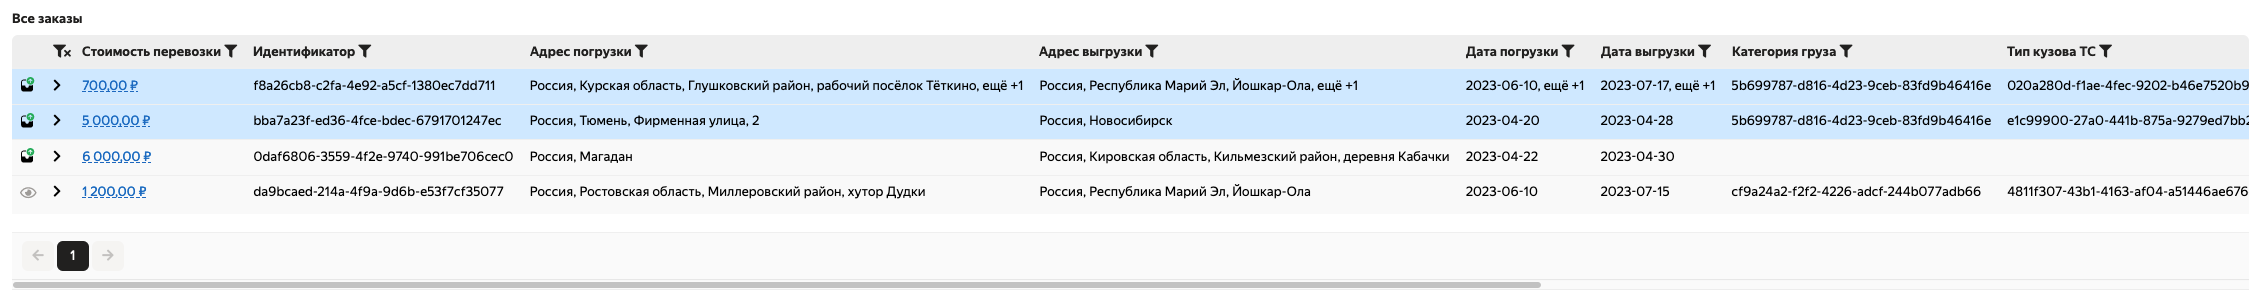 Все заказы
Стоимость перевозки Идентификатор Адрес погрузки Адрес выгрузки Дата погрузки Дата выгрузки Категория груза Тип кузова ТС
700,00 ₽ f8a26cb8-c2fa-4e92-a5cf-1380ec7dd711 Россия, Курская область, Глушковский район, рабочий посёлок Тёткино, ещё +1 Россия, Республика Марий Эл, Йошкар-Ола, ещё +1 2023-06-10, ещё +1 2023-07-17, ещё +1 5b699787-d816-4d23-9ceb-83fd9b46416e 020a280d-f1ae-4fec-9202-b46e7520b9
5 000,00 ₽ bba7a23f-ed36-4fce-bdec-6791701247ec Россия, Тюмень, Фирменная улица, 2 Россия, Новосибирск 2023-04-20 2023-04-28 5b699787-d816-4d23-9ceb-83fd9b46416e e1c99900-27a0-441b-875a-9279ed7bb2
6 000,00 ₽ 0daf6806-3559-4f2e-9740-991be706cec0 Россия, Магадан Россия, Кировская область, Кильмезский район, деревня Кабачки 2023-04-22 2023-04-30
1 200,00 ₽ da9bcaed-214a-4f9a-9d6b-e53f7cf35077 Россия, Ростовская область, Миллеровский район, хутор Дудки Россия, Республика Марий Эл, Йошкар-Ола 2023-06-10 2023-07-15 cf9a24a2-f2f2-4226-adcf-244b077adb66 4811f307-43b1-4163-af04-a51446ae676
1